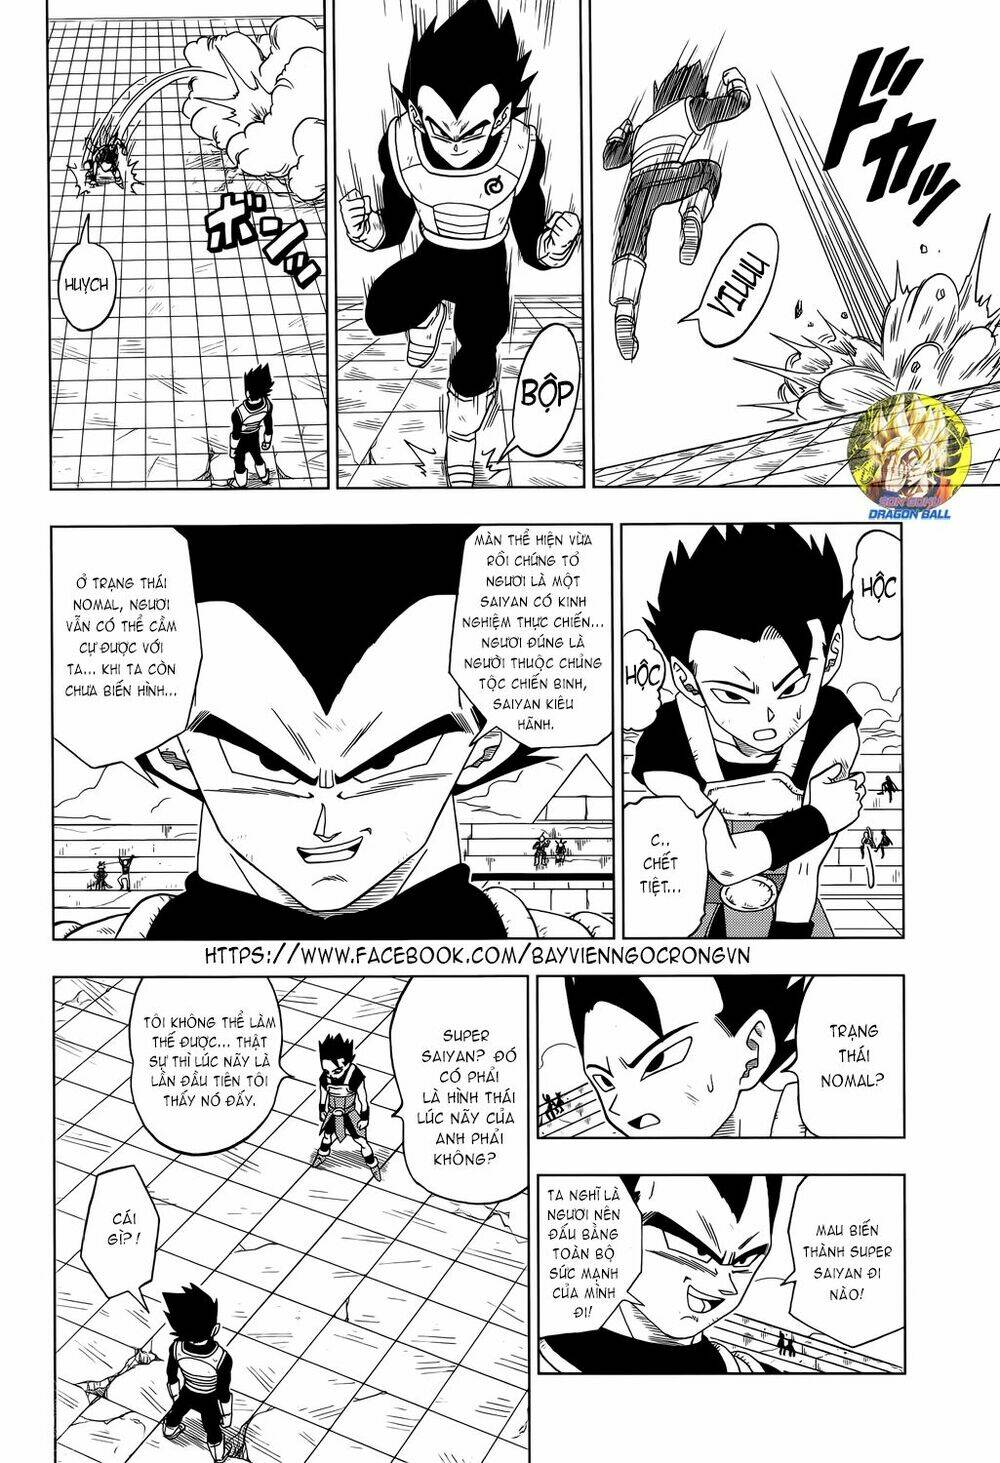 ドカッ
VIUUU
BỘP
ボンッ
HUỴCH
SON GOKU
DRAGON BALL
HỘC
HỘC
C..
CHẾT
TIỆT...
MÀN THỂ HIỆN VỪA
RỒI CHỨNG TỎ
NGƯƠI LÀ MỘT
SAIYAN CÓ KINH
NGHIỆM THỰC CHIẾN...
NGƯƠI ĐÚNG LÀ
NGƯỜI THUỘC CHỦNG
TỘC CHIẾN BINH,
SAIYAN KIÊU
HÃNH.
Ở TRẠNG THÁI
NOMAL, NGƯƠI
VẪN CÓ THỂ CẦM
CỰ ĐƯỢC VỚI
TA... KHI TA CÒN
CHƯA BIẾN HÌNH...
HTTPS://WWW.FACEBOOK.COM/BAYVIENNGOCRONGVN
TRẠNG
THÁI
NOMAL?
MAU BIẾN
THÀNH SUPER
SAIYAN ĐI
NÀO!
TA NGHĨ LÀ
NGƯƠI NÊN
ĐẤU BẰNG
TOÀN BỘ
SỨC MẠNH
CỦA MÌNH
ĐI!
SUPER
SAIYAN? ĐÓ
CÓ PHẢI
LÀ HÌNH THÁI
LÚC NÃY CỦA
ANH PHẢI
KHÔNG?
TÔI KHÔNG THỂ LÀM
THẾ ĐƯỢC... THẬT
SỰ THÌ LÚC NÃY LÀ
LẦN ĐẦU TIÊN TÔI
THẤY NÓ ĐẤY.
CÁI
GÌ?!